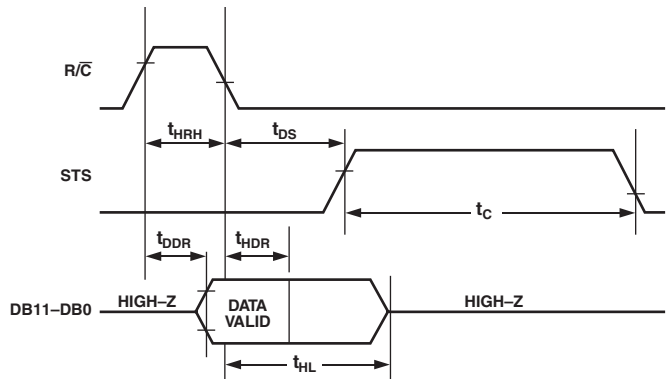 R/C̅
tHRH
tDS
STS
tC
tDDR
tHDR
DB11–DB0
HIGH–Z
DATA
VALID
HIGH–Z
tHL